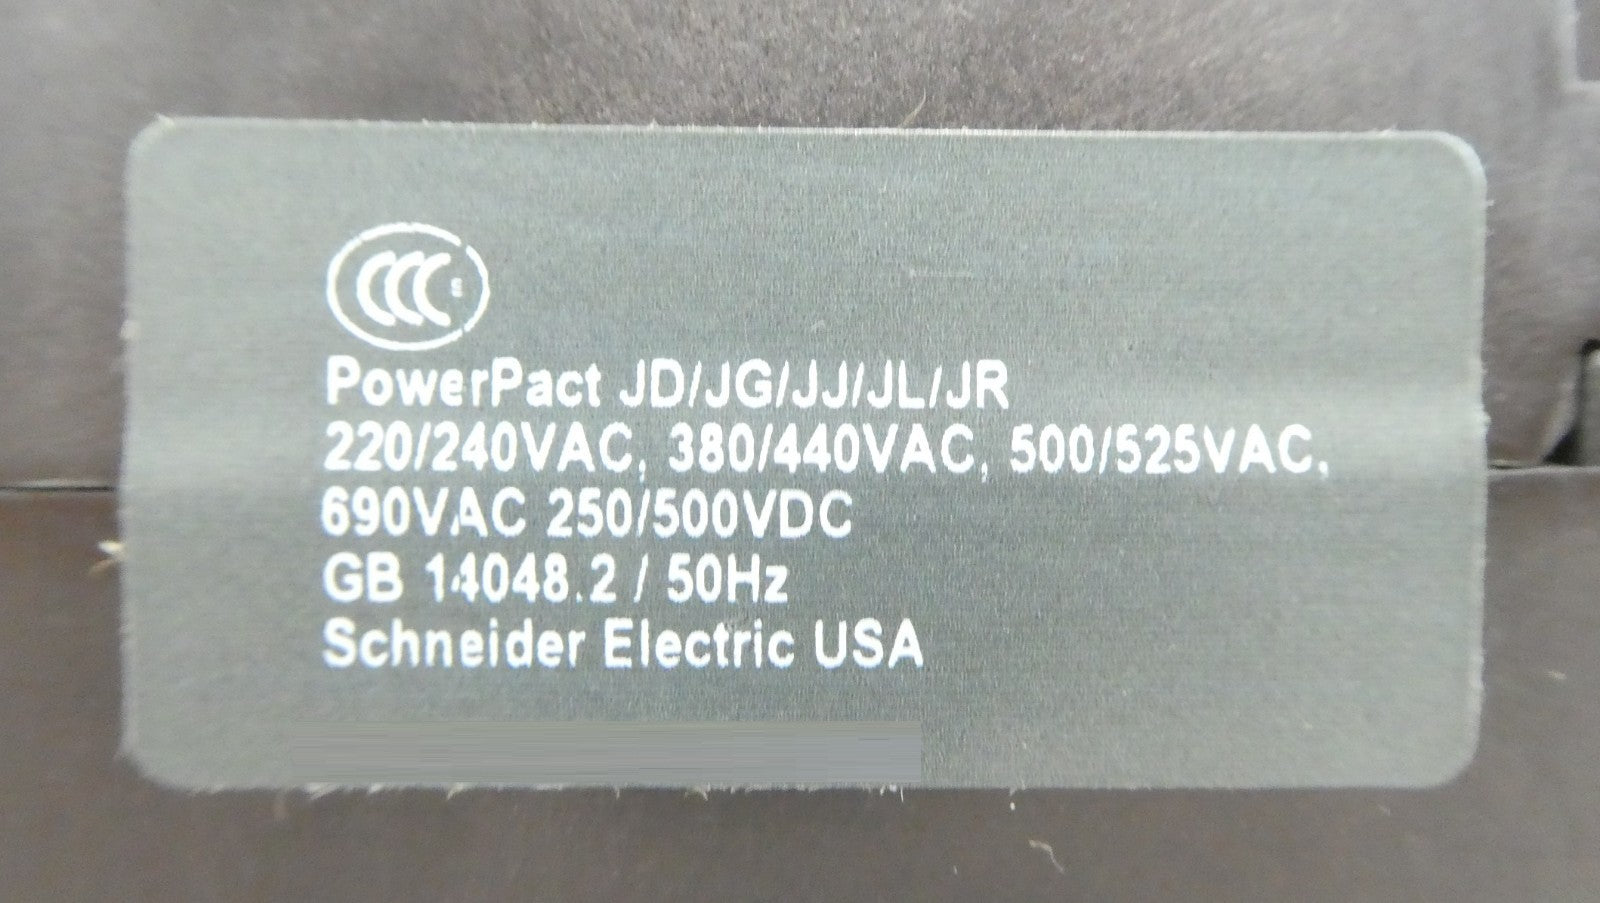 CCC S
PowerPact JD/JG/JJ/JL/JR
220/240VAC, 380/440VAC, 500/525VAC,
690VAC 250/500VDC
GB 14048.2 / 50Hz
Schneider Electric USA